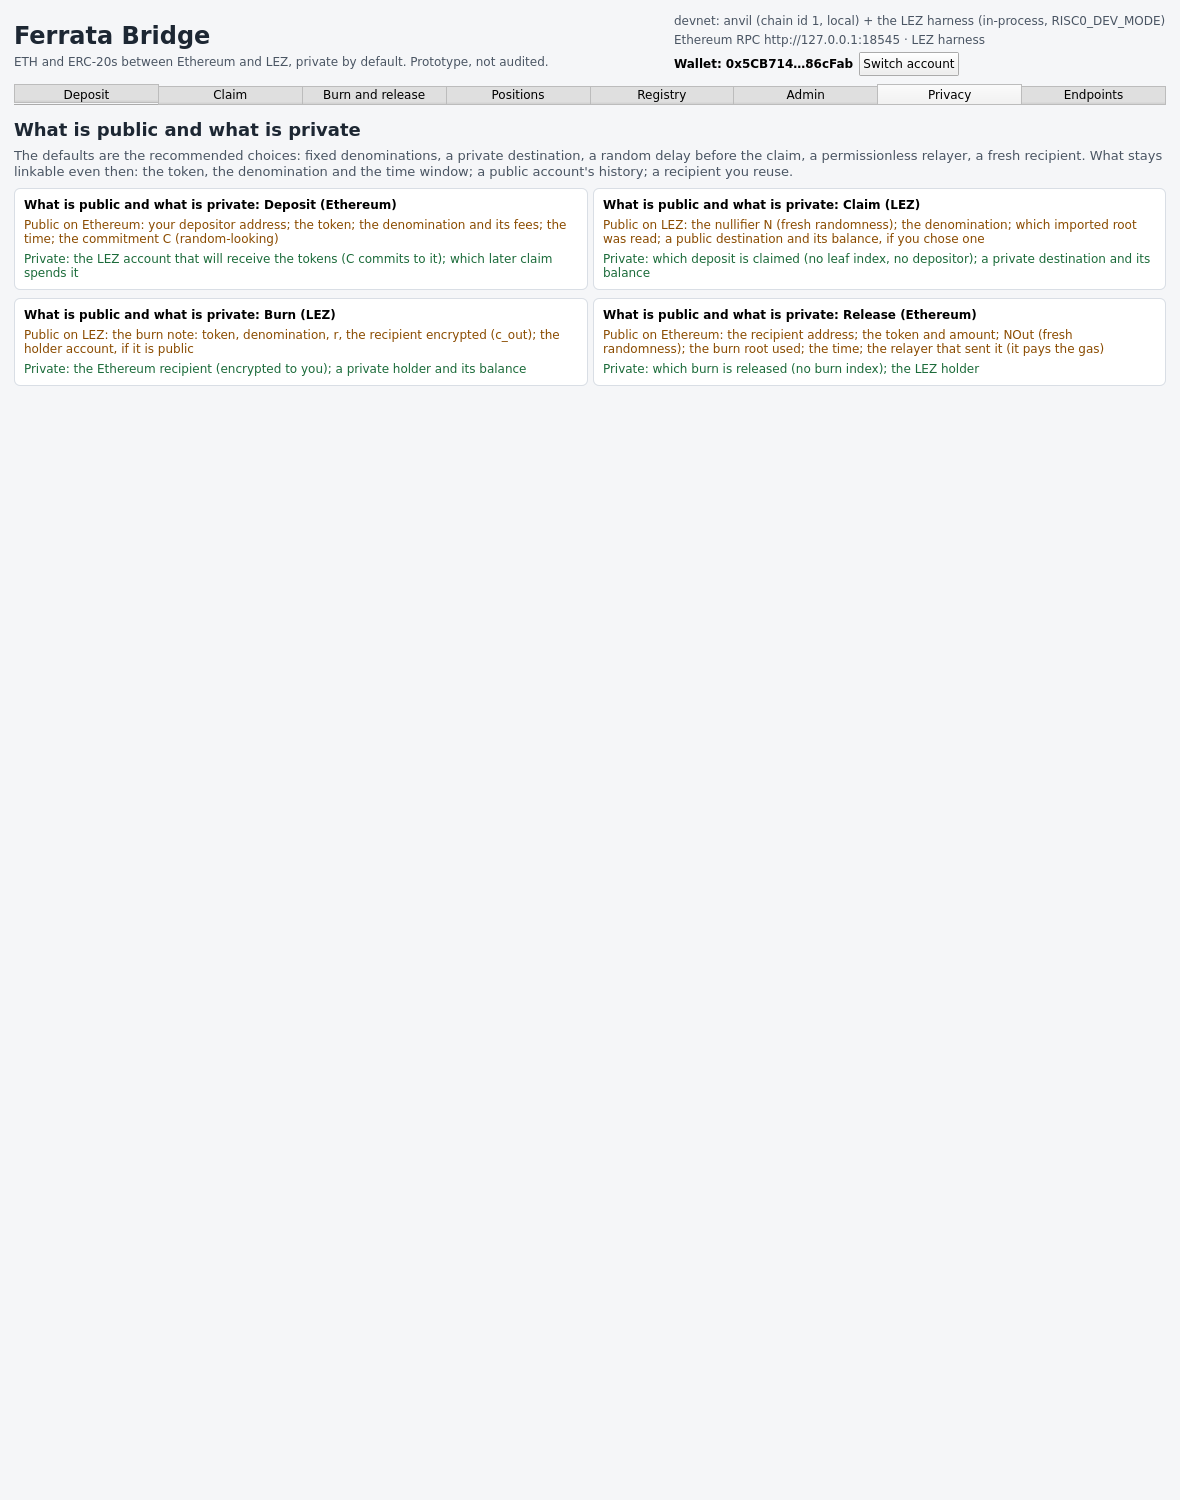 Ferrata Bridge
ETH and ERC-20s between Ethereum and LEZ, private by default. Prototype, not audited.
devnet: anvil (chain id 1, local) + the LEZ harness (in-process, RISC0_DEV_MODE)
Ethereum RPC http://127.0.0.1:18545 · LEZ harness
Wallet: 0x5CB714…86cFab Switch account
Deposit Claim Burn and release Positions Registry Admin Privacy Endpoints
What is public and what is private
The defaults are the recommended choices: fixed denominations, a private destination, a random delay before the claim, a permissionless relayer, a fresh recipient. What stays
linkable even then: the token, the denomination and the time window; a public account's history; a recipient you reuse.
What is public and what is private: Deposit (Ethereum)
Public on Ethereum: your depositor address; the token; the denomination and its fees; the
time; the commitment C (random-looking)
Private: the LEZ account that will receive the tokens (C commits to it); which later claim
spends it
What is public and what is private: Claim (LEZ)
Public on LEZ: the nullifier N (fresh randomness); the denomination; which imported root
was read; a public destination and its balance, if you chose one
Private: which deposit is claimed (no leaf index, no depositor); a private destination and its
balance
What is public and what is private: Burn (LEZ)
Public on LEZ: the burn note: token, denomination, r, the recipient encrypted (c_out); the
holder account, if it is public
Private: the Ethereum recipient (encrypted to you); a private holder and its balance
What is public and what is private: Release (Ethereum)
Public on Ethereum: the recipient address; the token and amount; NOut (fresh
randomness); the burn root used; the time; the relayer that sent it (it pays the gas)
Private: which burn is released (no burn index); the LEZ holder